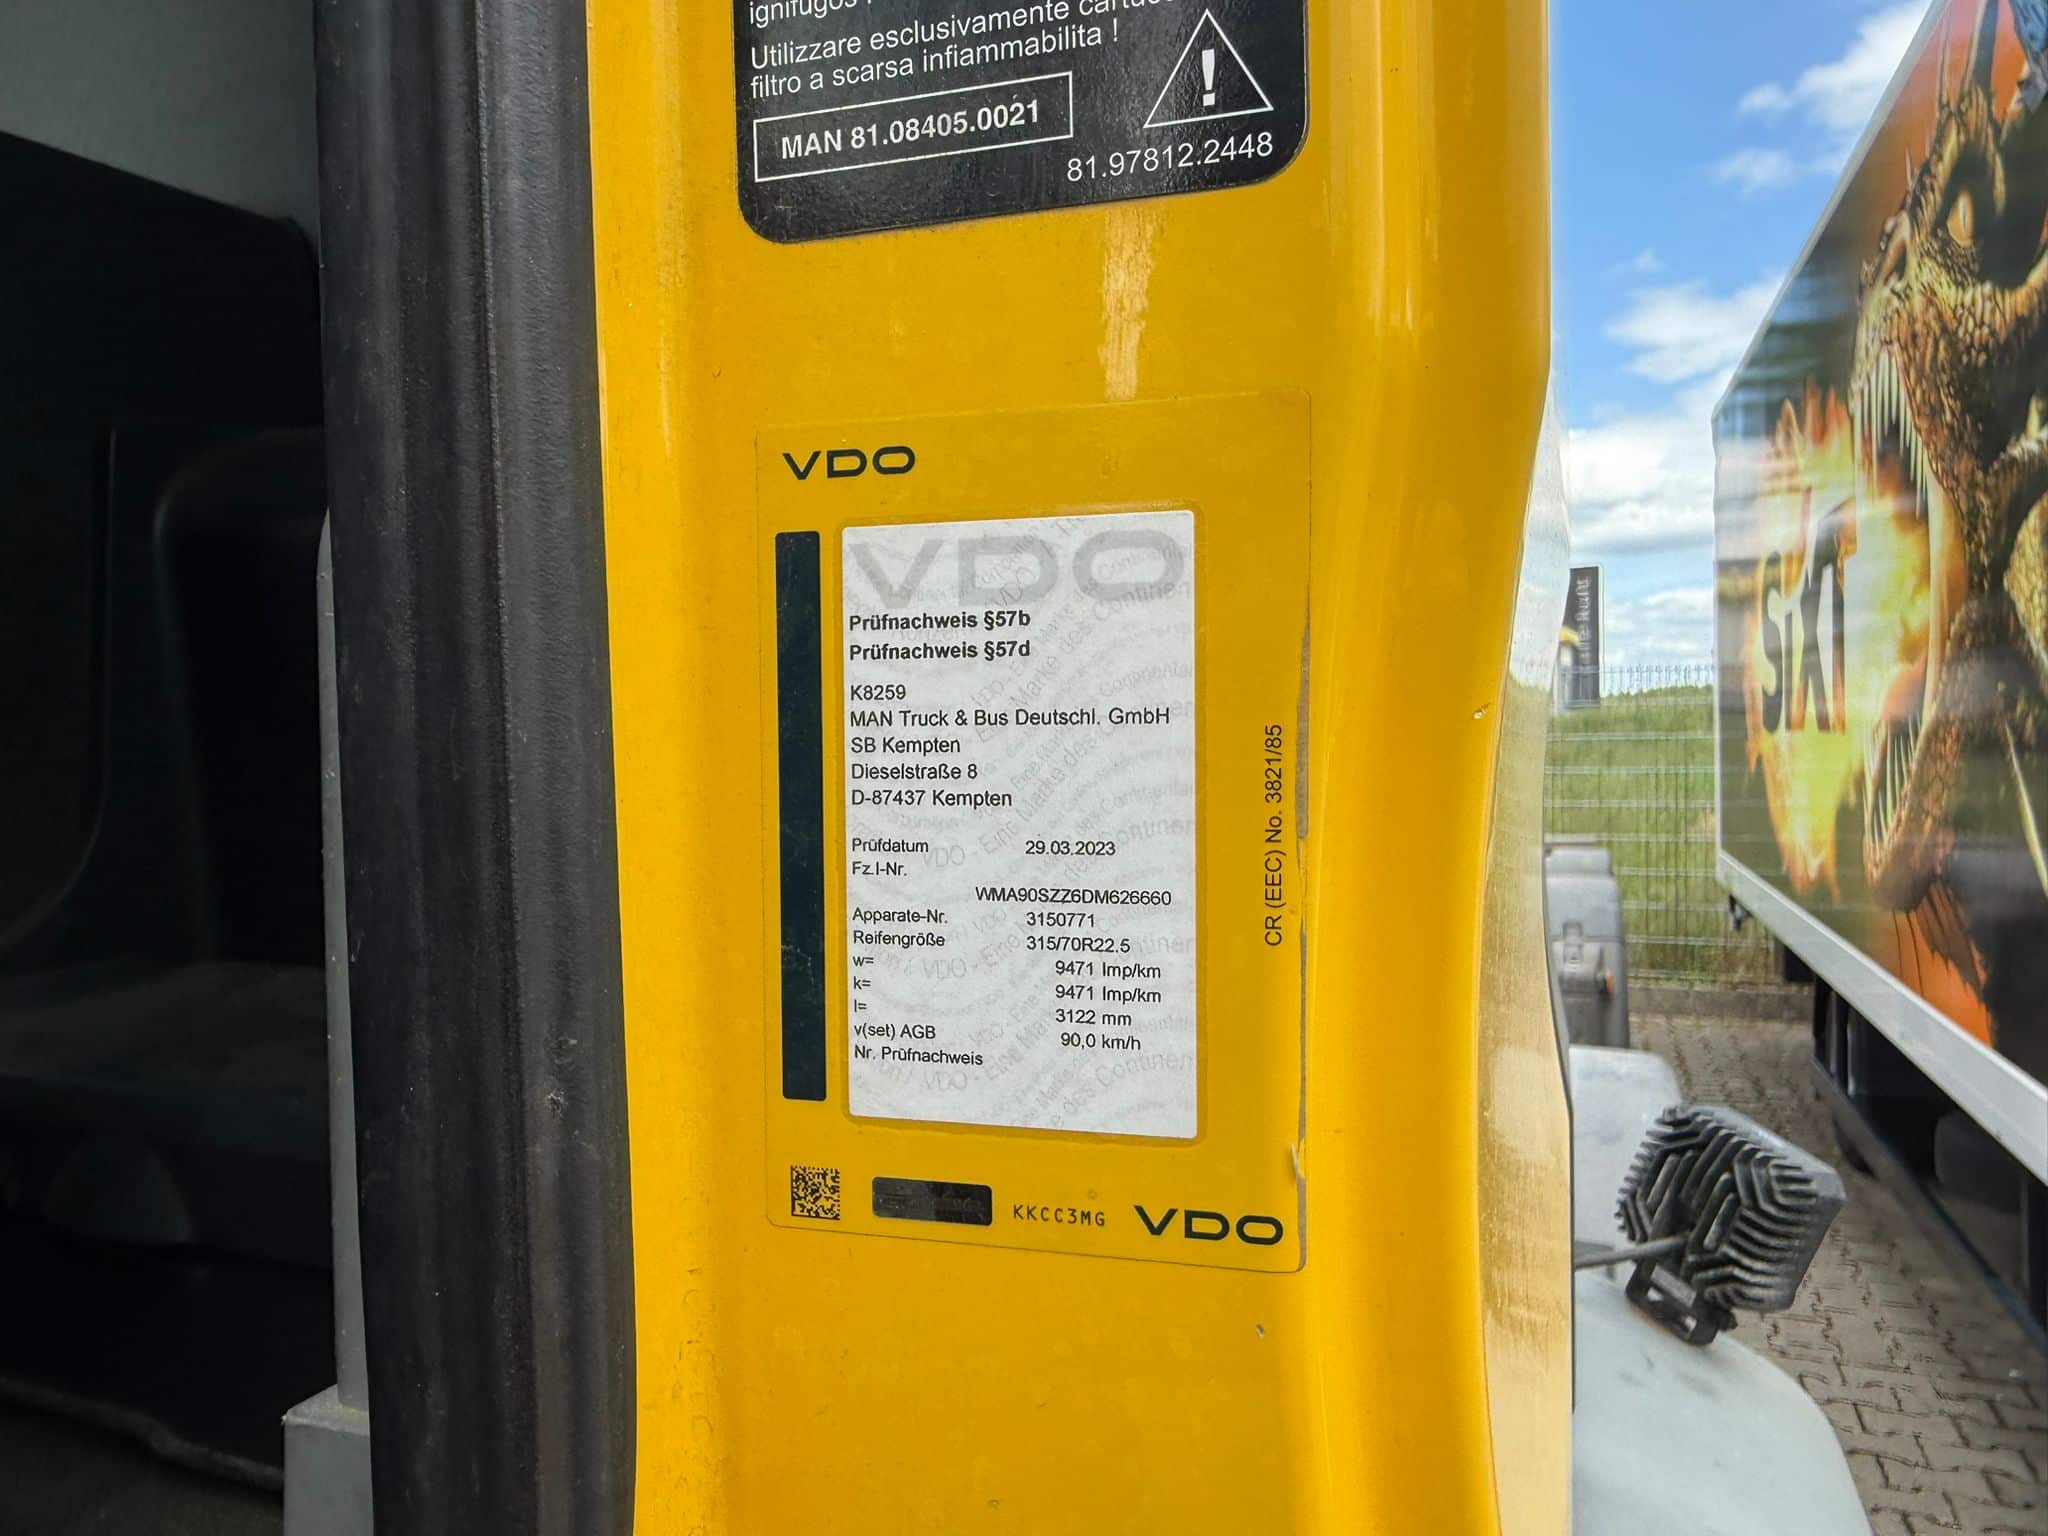 ignifugos
Utilizzare esclusivamente
filtro a scarsa infiammabilita !
MAN 81.08405.0021
81.97812.2448
VDO
VDO
Prüfnachweis §57b
Prüfnachweis §57d
K8259
MAN Truck & Bus Deutschl. GmbH
SB Kempten
Dieselstraße 8
D-87437 Kempten
Prüfdatum 29.03.2023
Fz.I-Nr.
WMA90SZZ6DM626660
Apparate-Nr. 3150771
Reifengröße 315/70R22.5
w= 9471 Imp/km
k= 9471 Imp/km
l= 3122 mm
v(set) AGB 90,0 km/h
Nr. Prüfnachweis
CR (EEC) No. 3821/85
KKCC3MG
VDO
SIXT